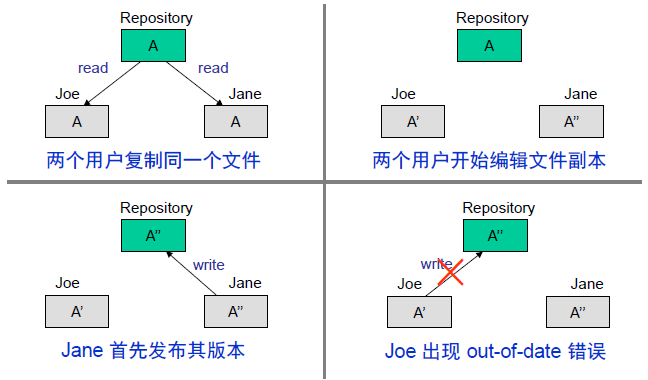 Repository
A
read
read
Joe
Jane
A
A
两个用户复制同一个文件
Repository
A
Joe
Jane
A'
A”
两个用户开始编辑文件副本
Repository
A”
write
Joe
Jane
A'
A”
Jane 首先发布其版本
Repository
A”
write
Joe
Jane
A'
A”
Joe 出现 out-of-date 错误